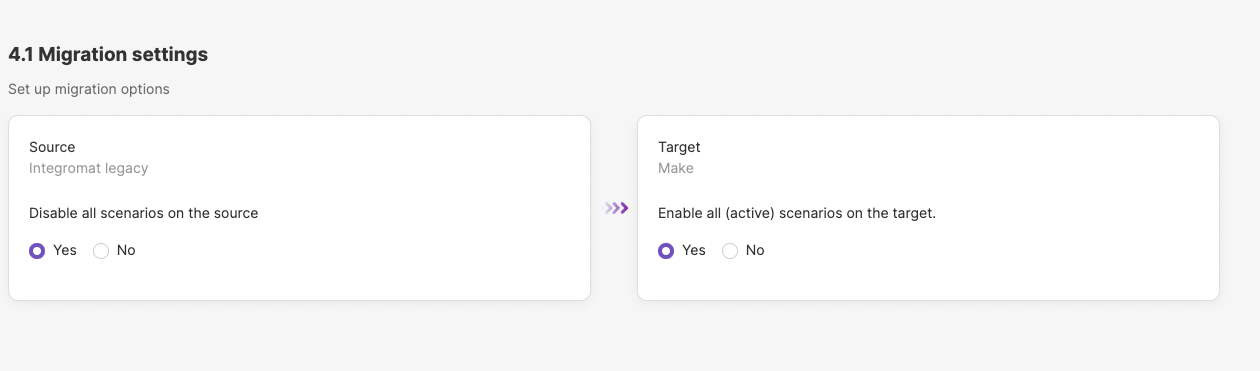 4.1 Migration settings
Set up migration options
Source
Integromat legacy
Disable all scenarios on the source
Yes No
Target
Make
Enable all (active) scenarios on the target.
Yes No